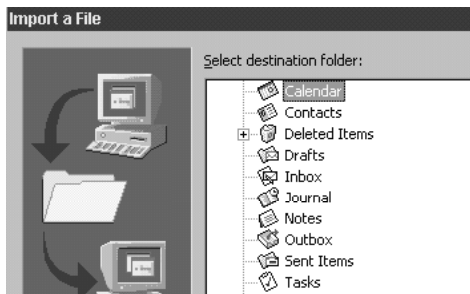 Import a File
Select destination folder:
Calendar
Contacts
Deleted Items
Drafts
Inbox
Journal
Notes
Outbox
Sent Items
Tasks